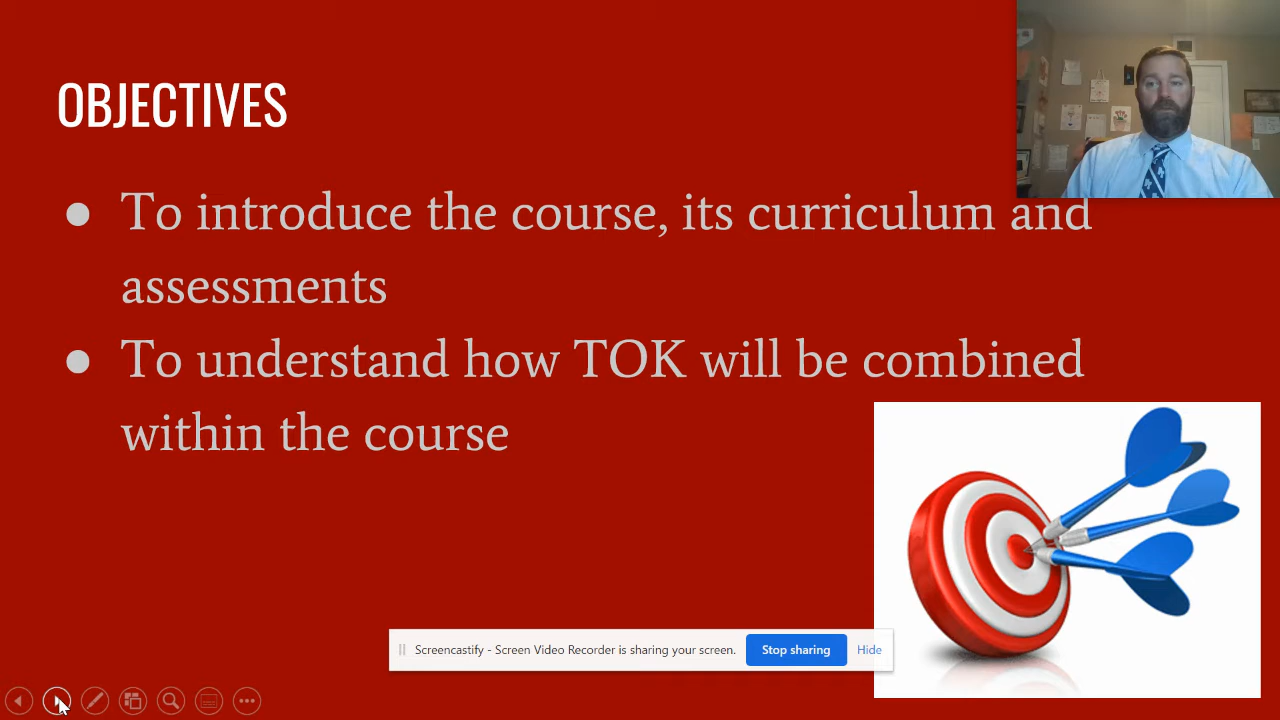 OBJECTIVES
● To introduce the course, its curriculum and
assessments
● To understand how TOK will be combined
within the course
Screencastify - Screen Video Recorder is sharing your screen.
Stop sharing
Hide